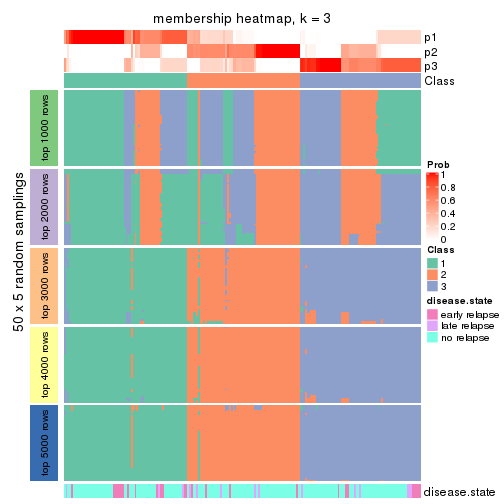 membership heatmap, k = 3
p1
p2
p3
Class
50 x 5 random samplings
top 1000 rows
top 2000 rows
top 3000 rows
top 4000 rows
top 5000 rows
disease.state
Prob
1
0.8
0.6
0.4
0.2
0
Class
1
2
3
disease.state
early relapse
late relapse
no relapse